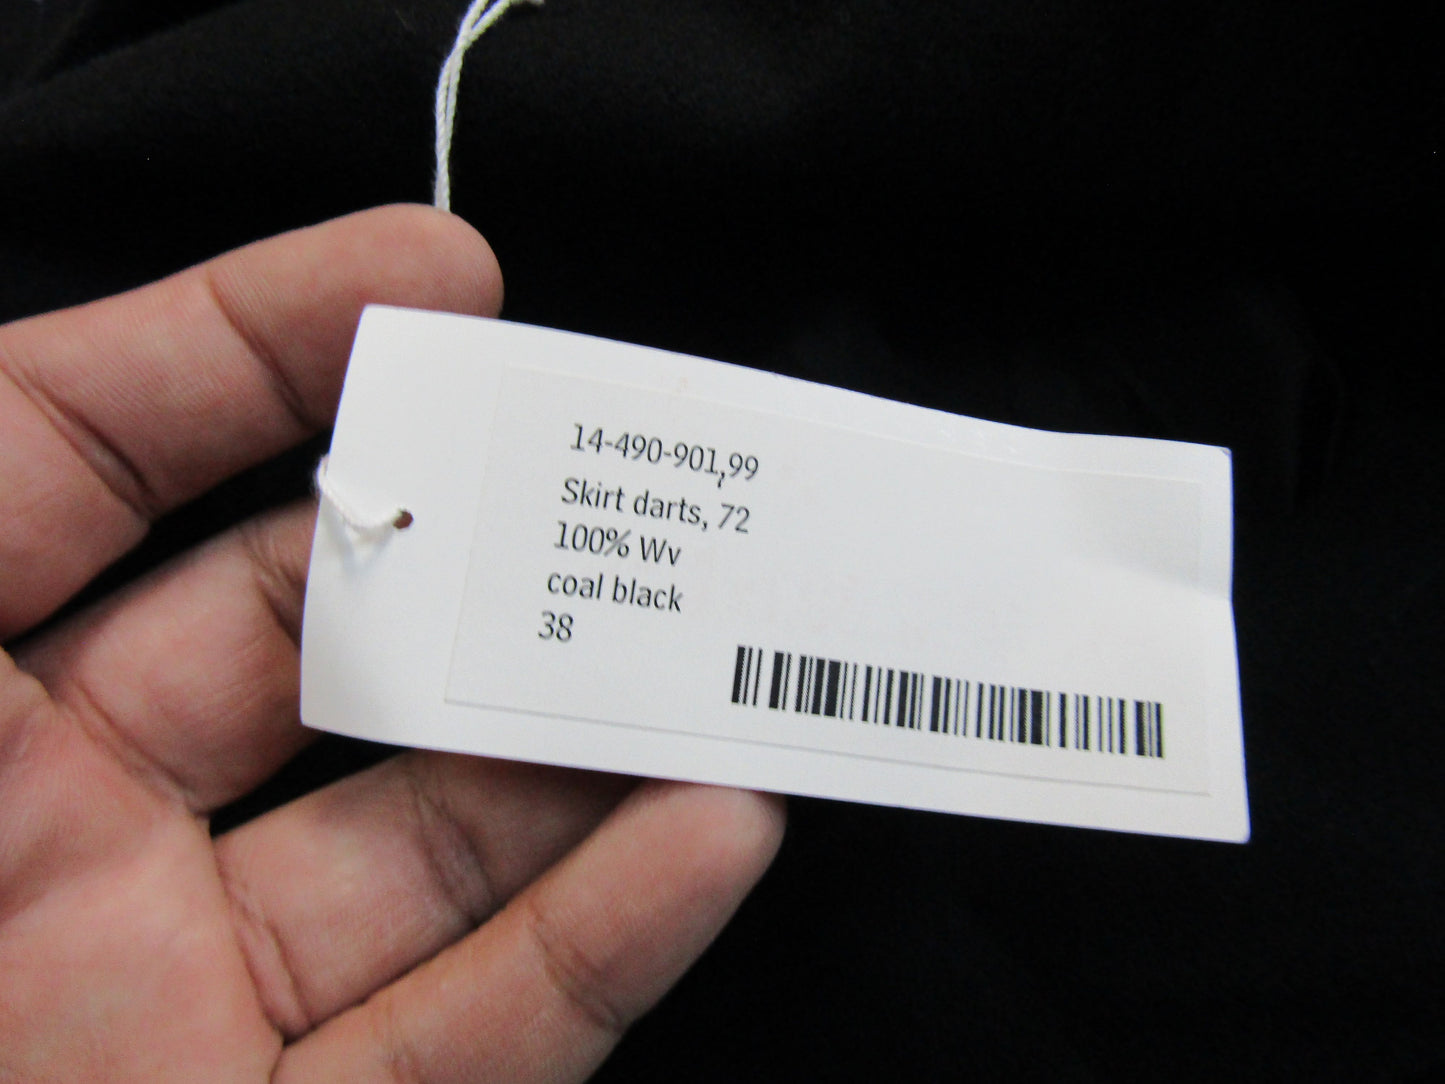 14-490-901,99
Skirt darts, 72
100% Wv
coal black
38